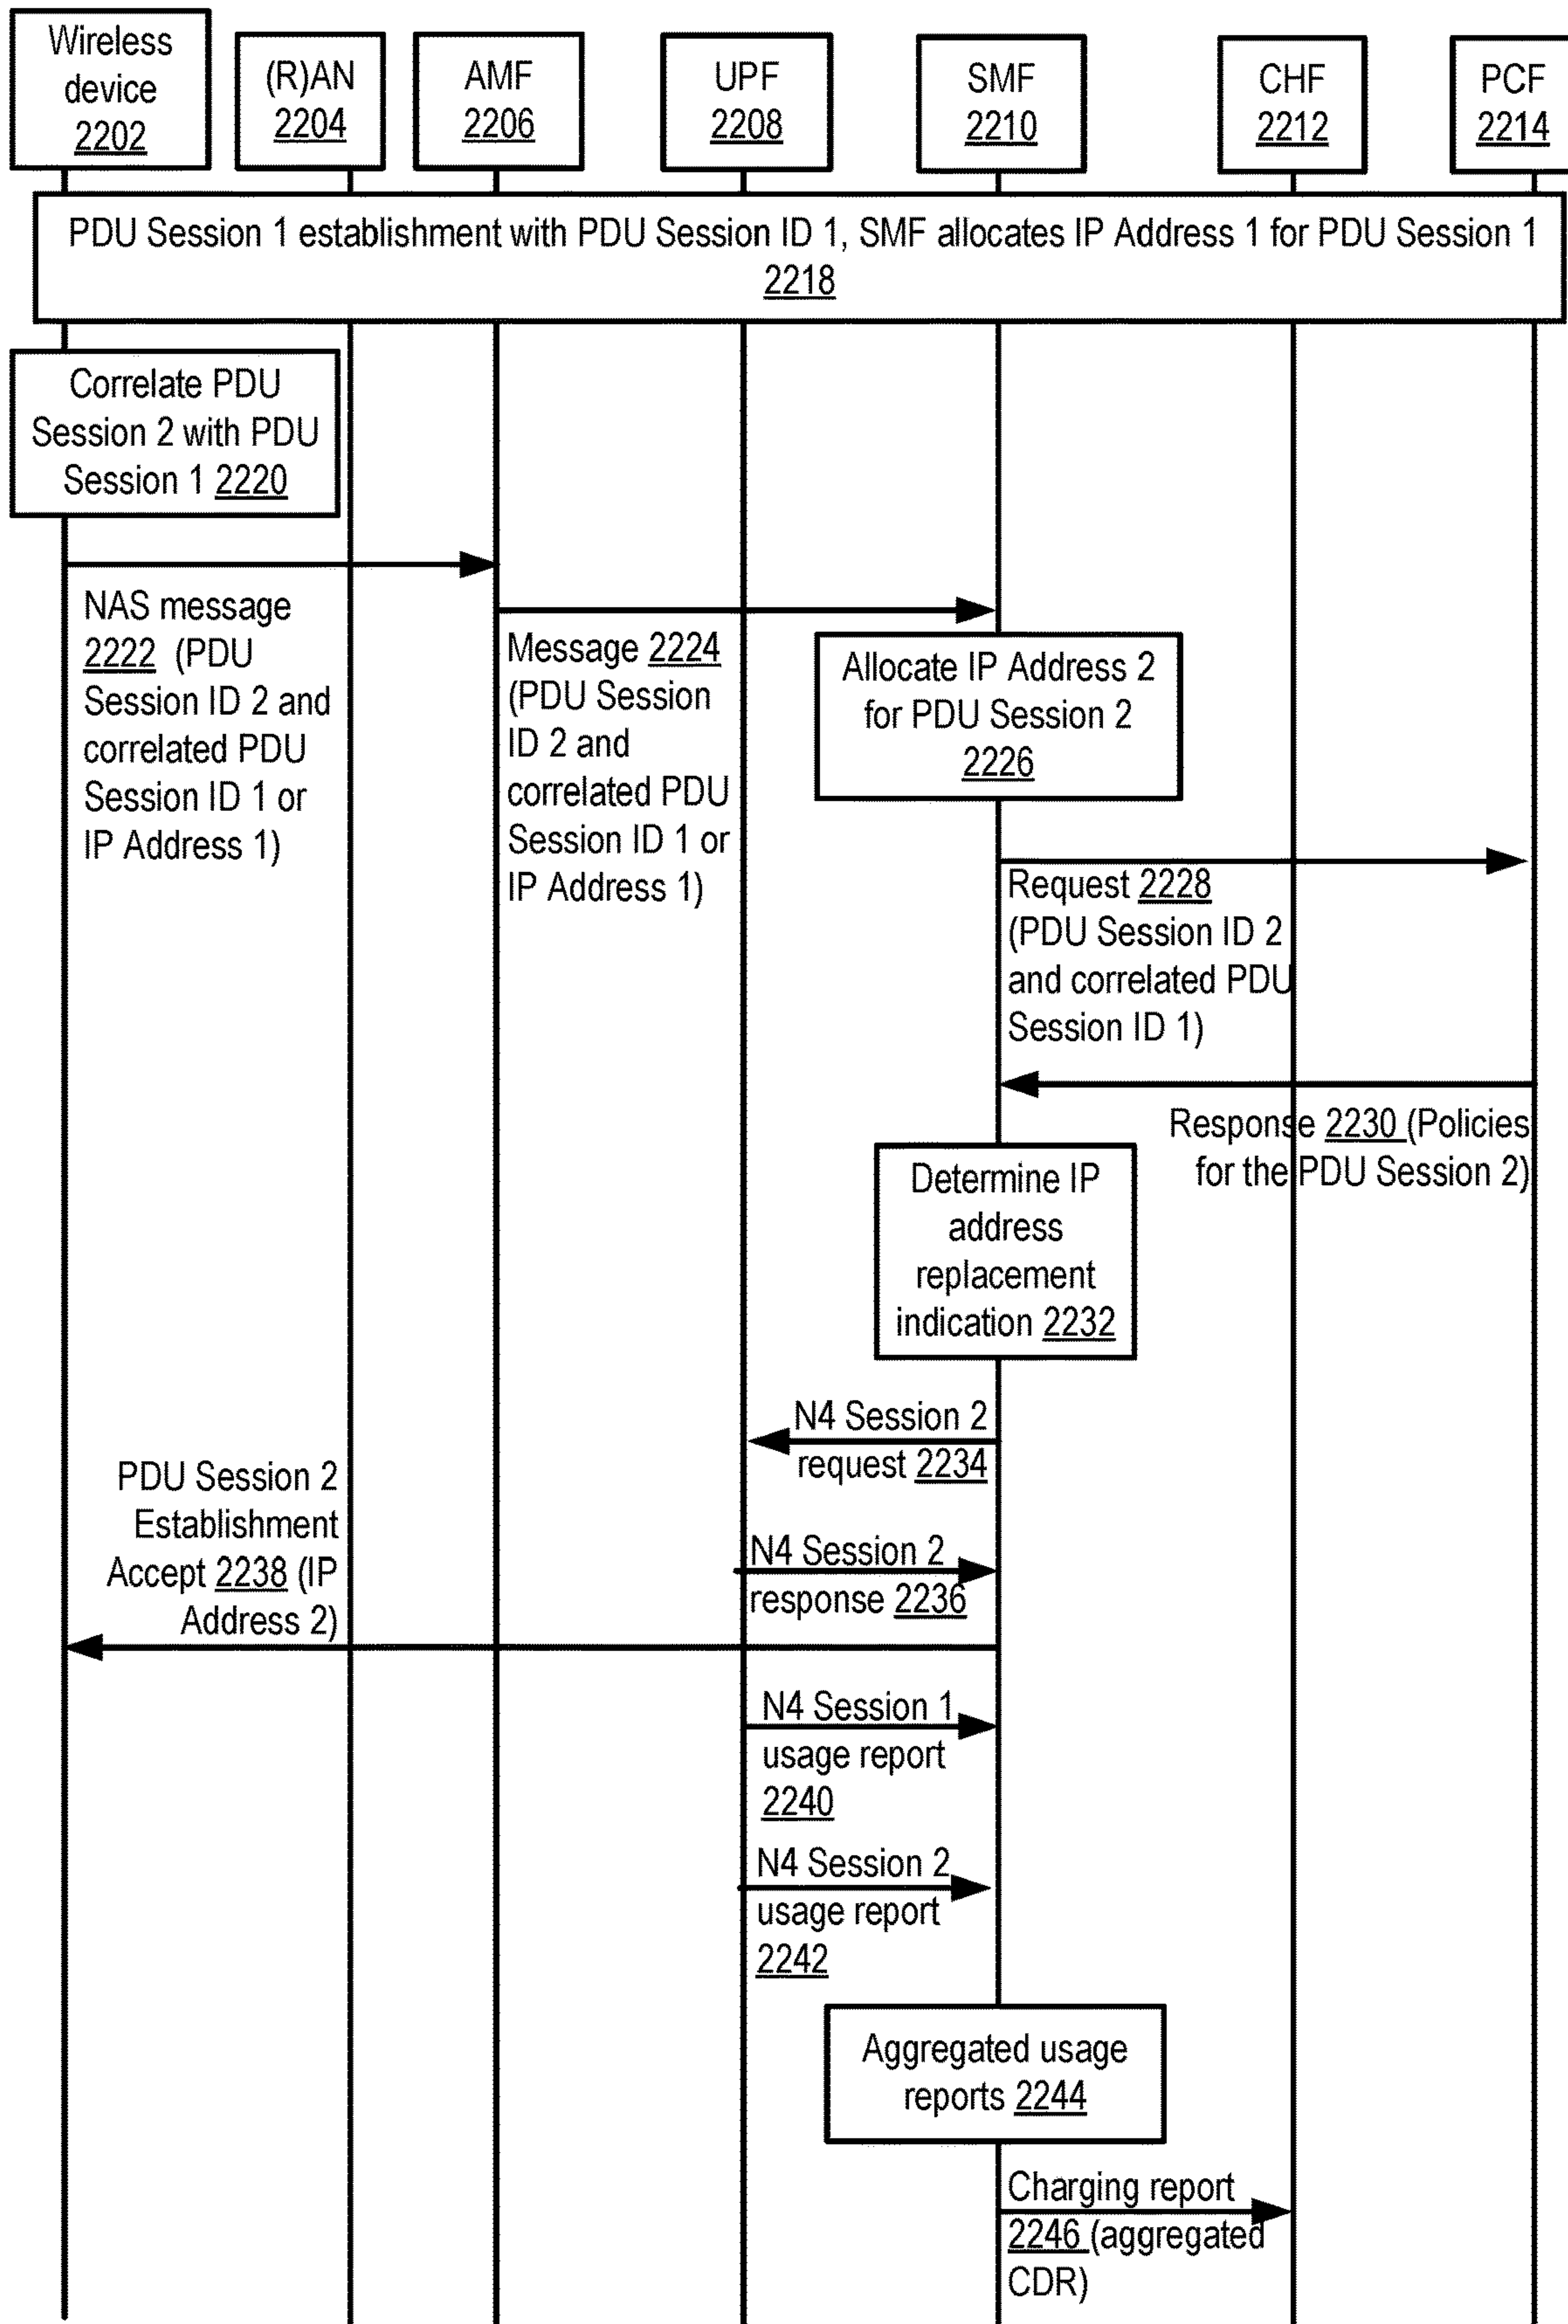 Wireless
device
2202
(R)AN
2204
AMF
2206
UPF
2208
SMF
2210
CHF
2212
PCF
2214
PDU Session 1 establishment with PDU Session ID 1, SMF allocates IP Address 1 for PDU Session 1
2218
Correlate PDU
Session 2 with PDU
Session 1 2220
NAS message
2222 (PDU
Session ID 2 and
correlated PDU
Session ID 1 or
IP Address 1)
Message 2224
(PDU Session
ID 2 and
correlated PDU
Session ID 1 or
IP Address 1)
Allocate IP Address 2
for PDU Session 2
2226
Request 2228
(PDU Session ID 2
and correlated PDU
Session ID 1)
Response 2230 (Policies
for the PDU Session 2)
Determine IP
address
replacement
indication 2232
N4 Session 2
request 2234
N4 Session 2
response 2236
PDU Session 2
Establishment
Accept 2238 (IP
Address 2)
N4 Session 1
usage report
2240
N4 Session 2
usage report
2242
Aggregated usage
reports 2244
Charging report
2246 (aggregated
CDR)